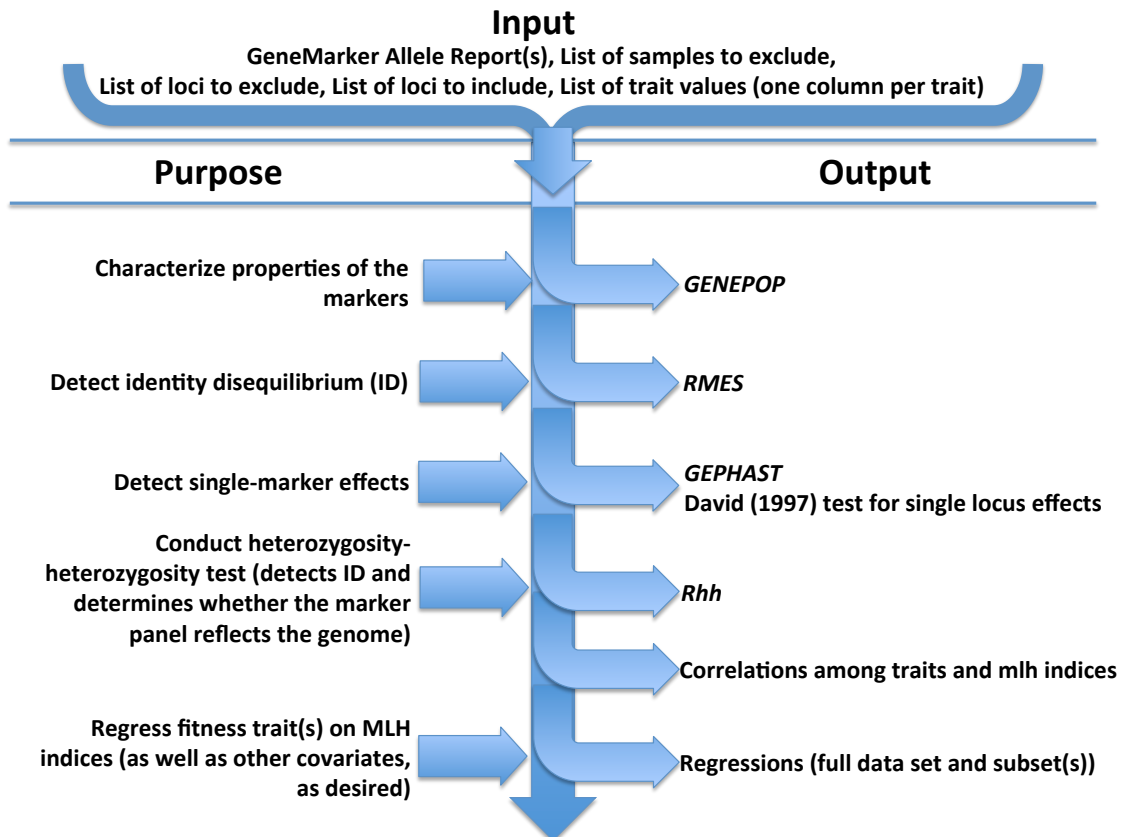 Input
GeneMarker Allele Report(s), List of samples to exclude,
List of loci to exclude, List of loci to include, List of trait values (one column per trait)
Purpose
Output
Characterize properties of the
markers
GENEPOP
Detect identity disequilibrium (ID)
RMES
Detect single-marker effects
GEPHAST
David (1997) test for single locus effects
Conduct heterozygosity-
heterozygosity test (detects ID and
determines whether the marker
panel reflects the genome)
Rhh
Correlations among traits and mlh indices
Regress fitness trait(s) on MLH
indices (as well as other covariates,
as desired)
Regressions (full data set and subset(s))